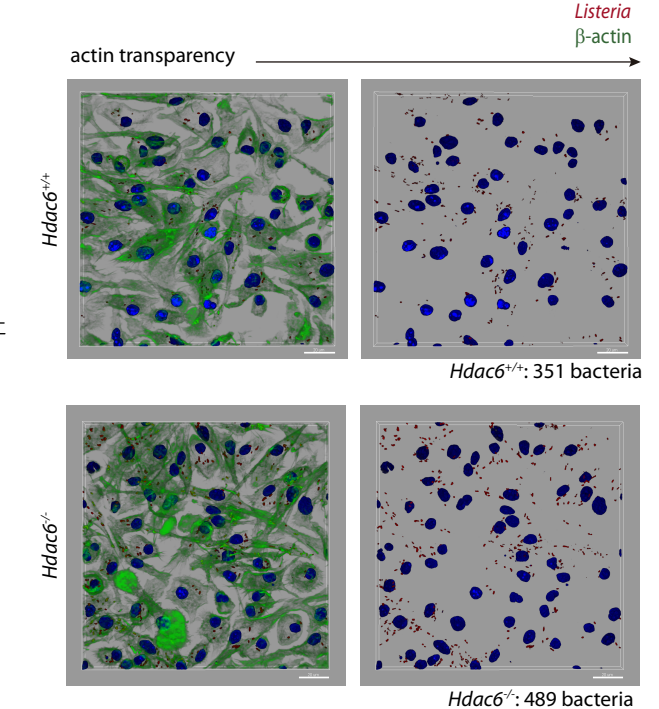 Listeria
β-actin
actin transparency
Hdac6+/+
Hdac6+/+: 351 bacteria
Hdac6-/-
Hdac6-/-: 489 bacteria